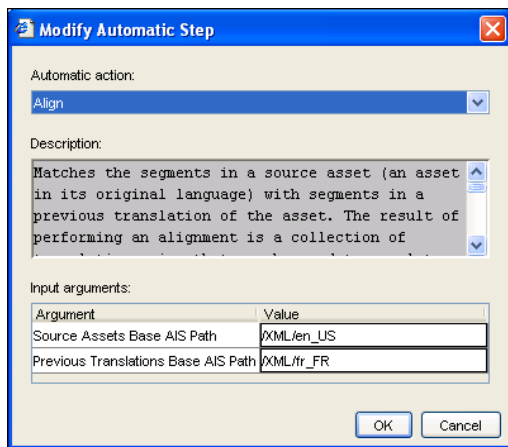 Modify Automatic Step
Automatic action:
Align
Description:
Matches the segments in a source asset (an asset
in its original language) with segments in a
previous translation of the asset. The result of
performing an alignment is a collection of
Input arguments:
Argument Value
Source Assets Base AIS Path /XML/en_US
Previous Translations Base AIS Path /XML/fr_FR
OK Cancel